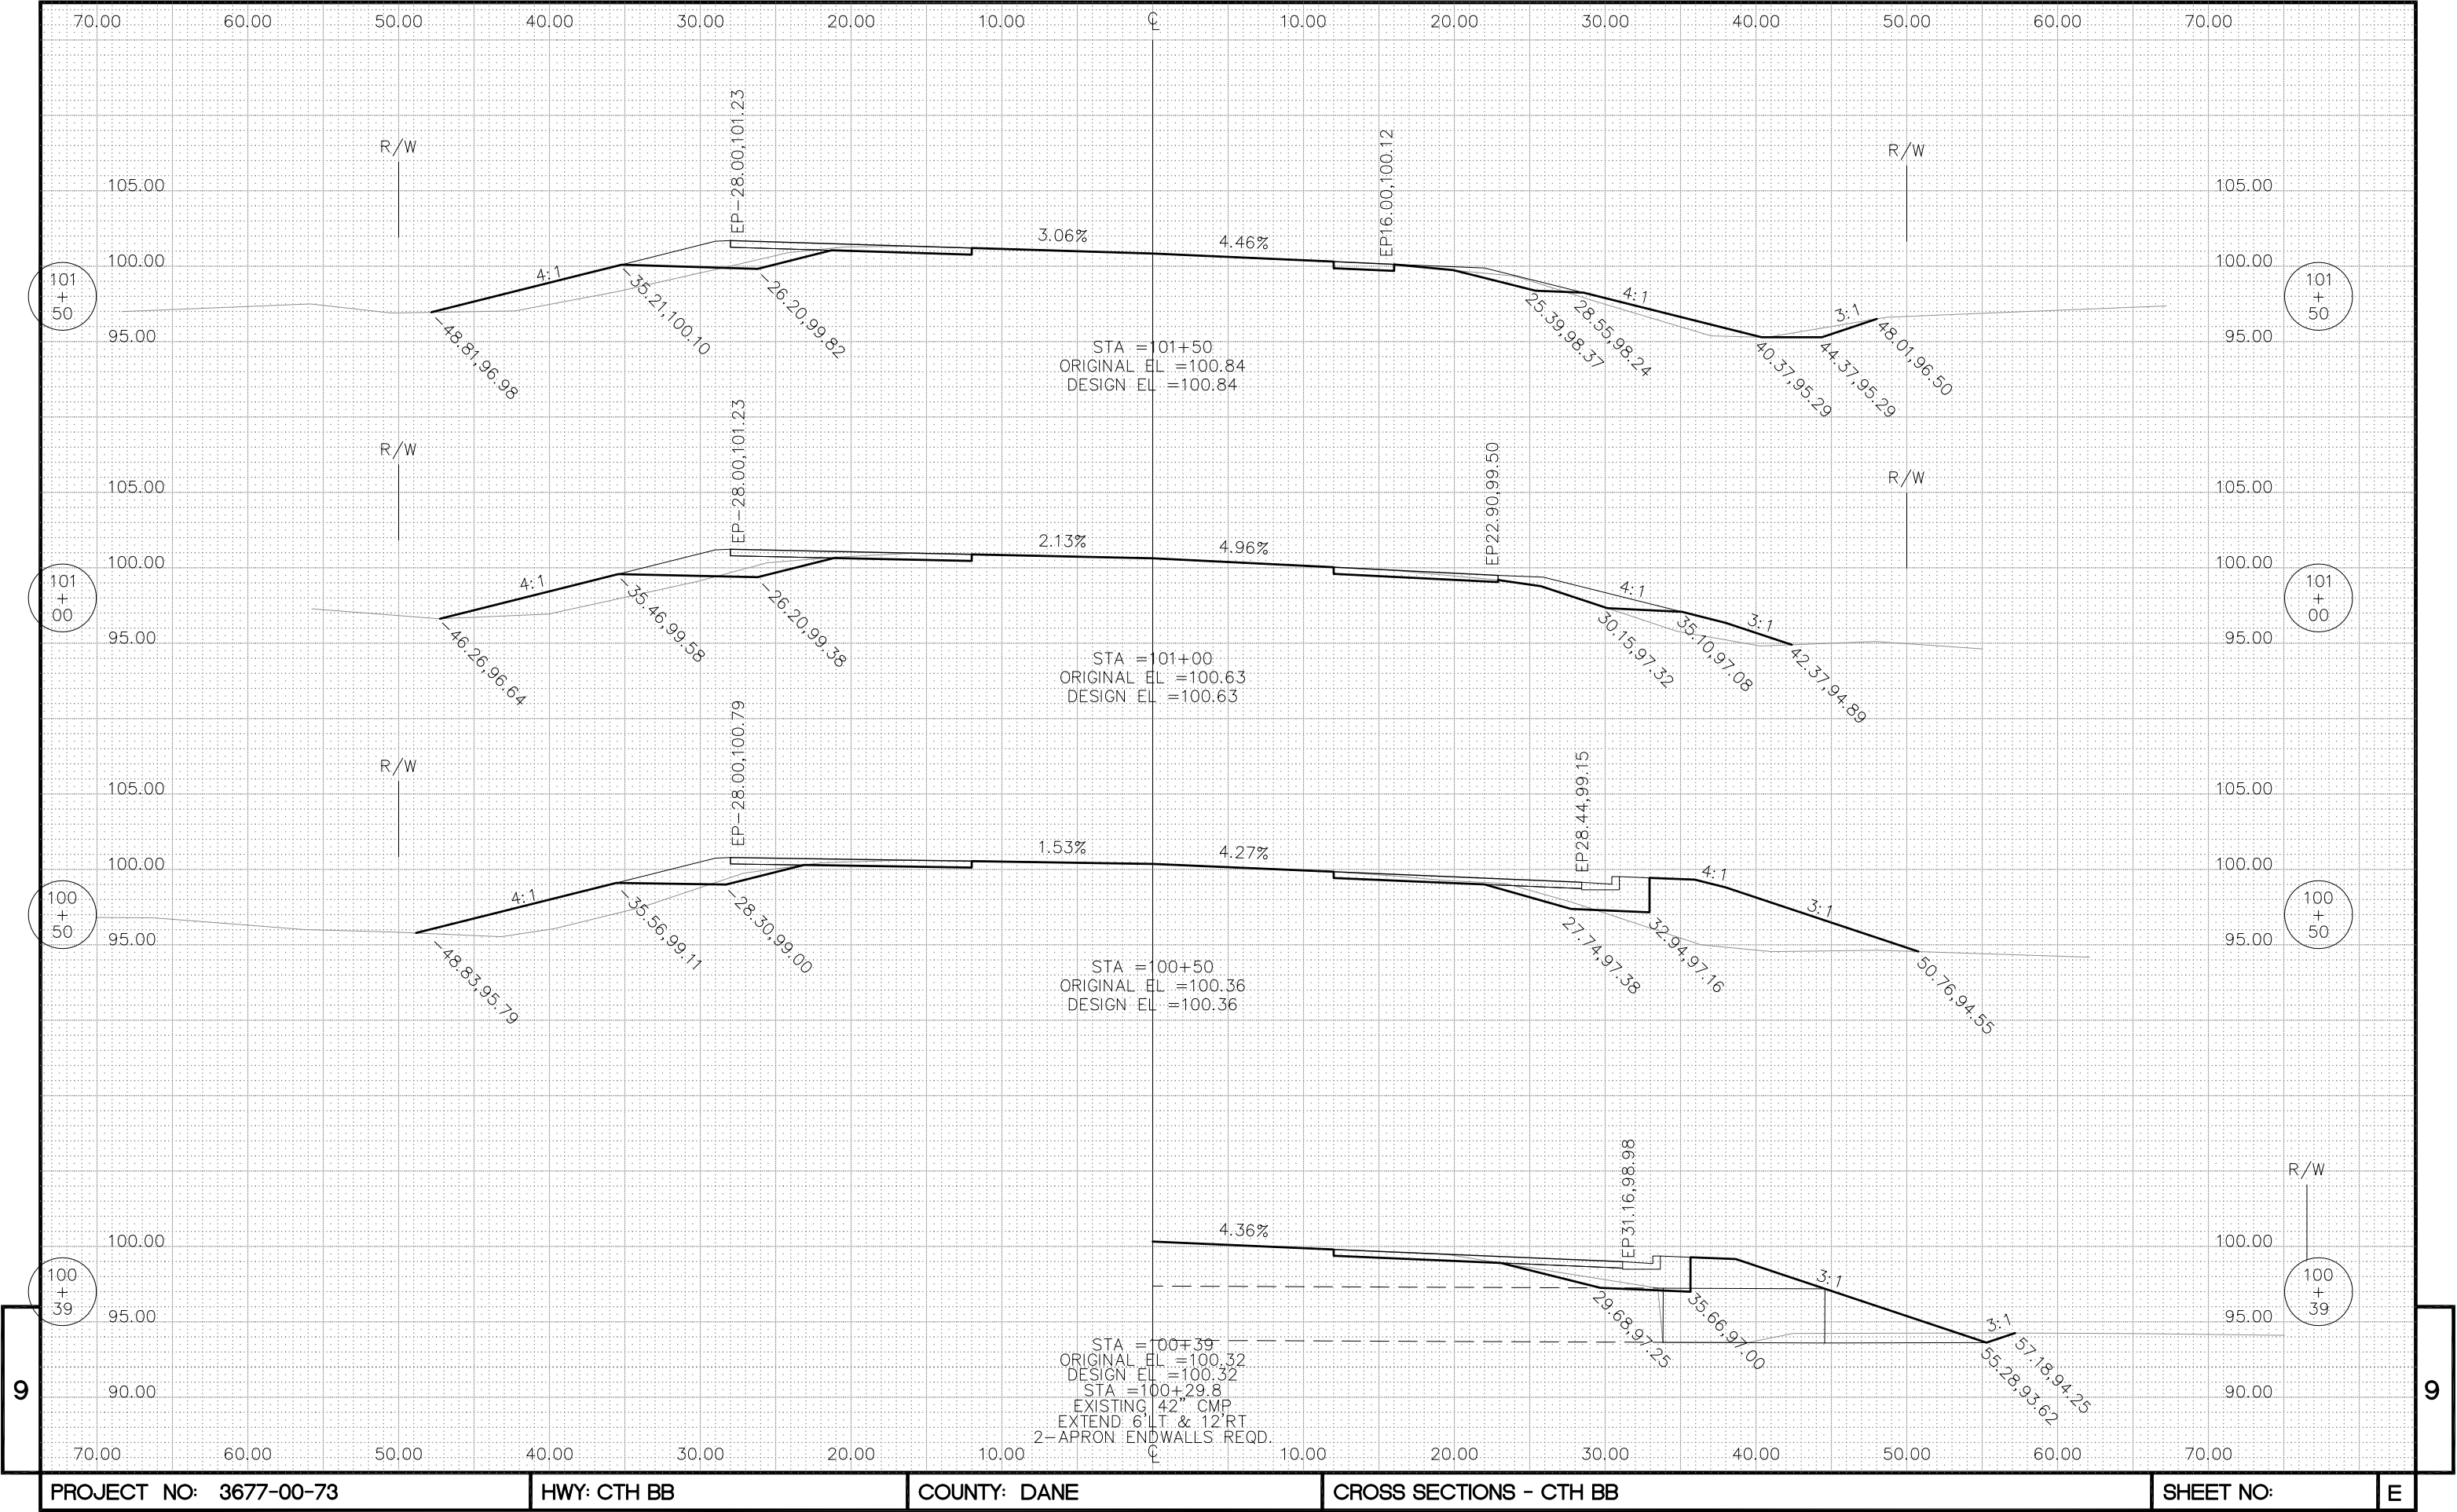 70.00 60.00 50.00 40.00 30.00 20.00 10.00 ℄ 10.00 20.00 30.00 40.00 50.00 60.00 70.00
EP-28.00,101.23
EP16.00,100.12
R/W
R/W
105.00
105.00
3.06%
4.46%
100.00
100.00
101
+
50
4:1
4:1
3:1
101
+
50
95.00
95.00
-48.81,96.98
-35.21,100.10
-26.20,99.82
25.39,98.37
28.55,98.24
40.37,95.29
44.37,95.29
48.01,96.50
STA =101+50
ORIGINAL EL =100.84
DESIGN EL =100.84
EP-28.00,101.23
EP22.90,99.50
R/W
R/W
105.00
105.00
2.13%
4.96%
100.00
100.00
101
+
00
4:1
4:1
3:1
101
+
00
95.00
95.00
-46.26,96.64
-35.46,99.58
-26.20,99.38
30.15,97.32
35.10,97.08
42.37,94.89
STA =101+00
ORIGINAL EL =100.63
DESIGN EL =100.63
EP-28.00,100.79
EP28.44,99.15
R/W
105.00
105.00
1.53%
4.27%
100.00
100.00
100
+
50
4:1
4:1
3:1
100
+
50
95.00
95.00
-48.83,95.79
-35.56,99.11
-28.30,99.00
27.74,97.38
32.94,97.16
50.76,94.55
STA =100+50
ORIGINAL EL =100.36
DESIGN EL =100.36
EP31.16,98.98
R/W
4.36%
100.00
100.00
100
+
39
3:1
3:1
100
+
39
95.00
95.00
29.68,97.25
35.66,97.00
55.28,93.62
57.18,94.25
STA =100+39
ORIGINAL EL =100.32
DESIGN EL =100.32
STA =100+29.8
EXISTING 42" CMP
EXTEND 6'LT & 12'RT
2-APRON ENDWALLS REQD.
90.00
90.00
9
9
70.00 60.00 50.00 40.00 30.00 20.00 10.00 ℄ 10.00 20.00 30.00 40.00 50.00 60.00 70.00
PROJECT NO: 3677-00-73 HWY: CTH BB COUNTY: DANE CROSS SECTIONS - CTH BB SHEET NO: E